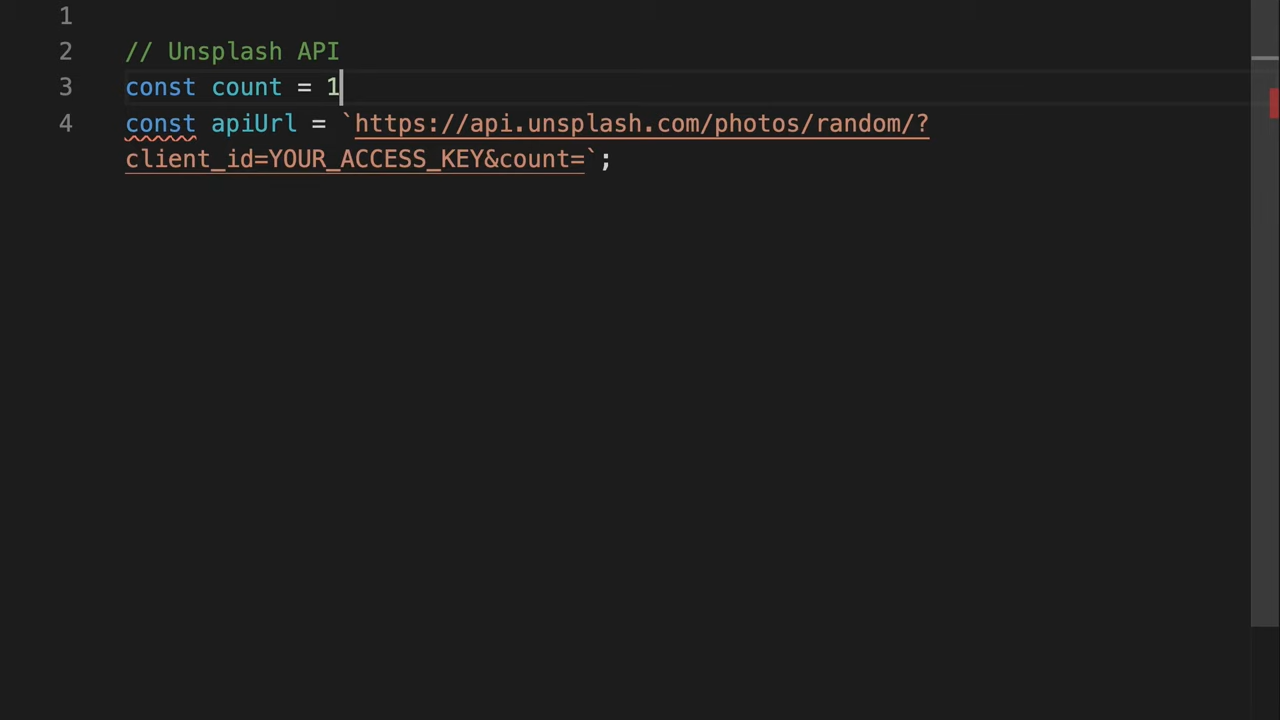 1
2 // Unsplash API
3 const count = 1
4 const apiUrl = `https://api.unsplash.com/photos/random/?
client_id=YOUR_ACCESS_KEY&count=`;